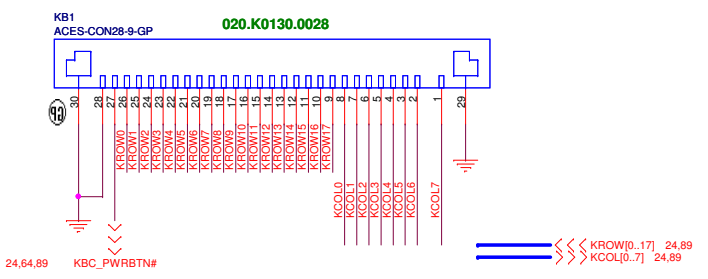 KB1
020.K0130.0028
ACES-CON28-9-GP
30 28 27 26 25 24 23 22 21 20 19 18 17 16 15 14 13 12 11 10 9 8 7 6 5 4 3 2 1 29
KROW0
KROW1
KROW2
KROW3
KROW4
KROW5
KROW6
KROW7
KROW8
KROW9
KROW10
KROW11
KROW12
KROW13
KROW14
KROW15
KROW16
KROW17
KCOL0
KCOL1
KCOL2
KCOL3
KCOL4
KCOL5
KCOL6
KCOL7
KROW[0..17] 24,89
KCOL[0..7] 24,89
24,64,89 KBC_PWRBTN#